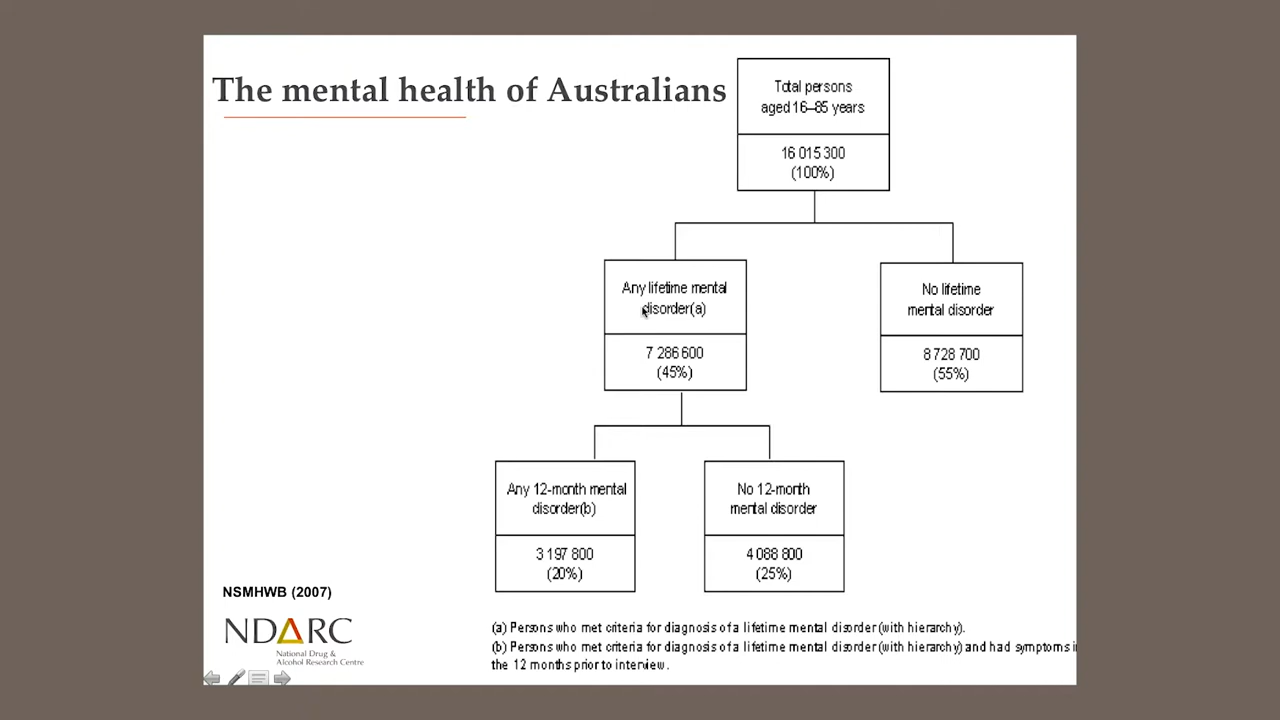 The mental health of Australians
Total persons
aged 16–85 years
16 015 300
(100%)
Any lifetime mental
disorder(a)
7 286 600
(45%)
No lifetime
mental disorder
8 728 700
(55%)
Any 12-month mental
disorder(b)
3 197 800
(20%)
No 12-month
mental disorder
4 088 800
(25%)
NSMHWB (2007)
NDARC
National Drug &
Alcohol Research Centre
(a) Persons who met criteria for diagnosis of a lifetime mental disorder (with hierarchy).
(b) Persons who met criteria for diagnosis of a lifetime mental disorder (with hierarchy) and had symptoms i
the 12 months prior to interview.